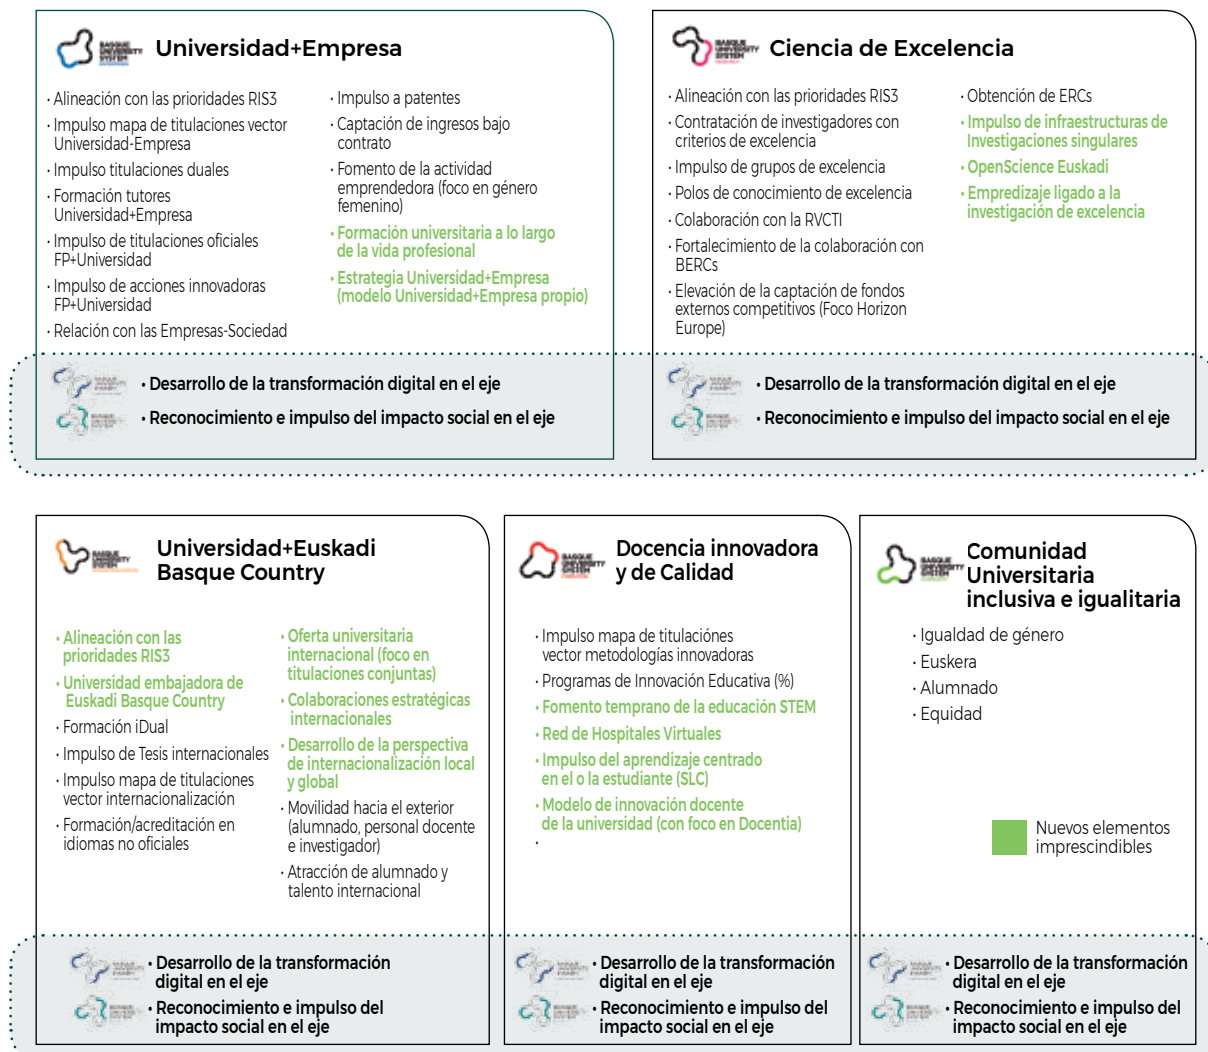 BASQUE
UNIVERSITY
SYSTEM
Universidad+Empresa
· Alineación con las prioridades RIS3
· Impulso mapa de titulaciones vector
Universidad-Empresa
· Impulso titulaciones duales
· Formación tutores
Universidad+Empresa
· Impulso de titulaciones oficiales
FP+Universidad
· Impulso de acciones innovadoras
FP+Universidad
· Relación con las Empresas-Sociedad
· Impulso a patentes
· Captación de ingresos bajo
contrato
· Fomento de la actividad
emprendedora (foco en género
femenino)
· Formación universitaria a lo largo
de la vida profesional
· Estrategia Universidad+Empresa
(modelo Universidad+Empresa propio)
· Desarrollo de la transformación digital en el eje
· Reconocimiento e impulso del impacto social en el eje
BASQUE
UNIVERSITY
SYSTEM
Ciencia de Excelencia
· Alineación con las prioridades RIS3
· Contratación de investigadores con
criterios de excelencia
· Impulso de grupos de excelencia
· Polos de conocimiento de excelencia
· Colaboración con la RVCTI
· Fortalecimiento de la colaboración con
BERCs
· Elevación de la captación de fondos
externos competitivos (Foco Horizon
Europe)
· Obtención de ERCs
· Impulso de infraestructuras de
Investigaciones singulares
· OpenScience Euskadi
· Empredizaje ligado a la
investigación de excelencia
· Desarrollo de la transformación digital en el eje
· Reconocimiento e impulso del impacto social en el eje
BASQUE
UNIVERSITY
SYSTEM
Universidad+Euskadi
Basque Country
· Alineación con las
prioridades RIS3
· Universidad embajadora de
Euskadi Basque Country
· Formación iDual
· Impulso de Tesis internacionales
· Impulso mapa de titulaciones
vector internacionalización
· Formación/acreditación en
idiomas no oficiales
· Oferta universitaria
internacional (foco en
titulaciones conjuntas)
· Colaboraciones estratégicas
internacionales
· Desarrollo de la perspectiva
de internacionalización local
y global
· Movilidad hacia el exterior
(alumnado, personal docente
e investigador)
· Atracción de alumnado y
talento internacional
· Desarrollo de la transformación
digital en el eje
· Reconocimiento e impulso del
impacto social en el eje
BASQUE
UNIVERSITY
SYSTEM
Docencia innovadora
y de Calidad
· Impulso mapa de titulaciónes
vector metodologías innovadoras
· Programas de Innovación Educativa (%)
· Fomento temprano de la educación STEM
· Red de Hospitales Virtuales
· Impulso del aprendizaje centrado
en el o la estudiante (SLC)
· Modelo de innovación docente
de la universidad (con foco en Docentia)
·
· Desarrollo de la transformación
digital en el eje
· Reconocimiento e impulso del
impacto social en el eje
BASQUE
UNIVERSITY
SYSTEM
Comunidad
Universitaria
inclusiva e igualitaria
· Igualdad de género
· Euskera
· Alumnado
· Equidad
Nuevos elementos
imprescindibles
· Desarrollo de la transformación
digital en el eje
· Reconocimiento e impulso del
impacto social en el eje